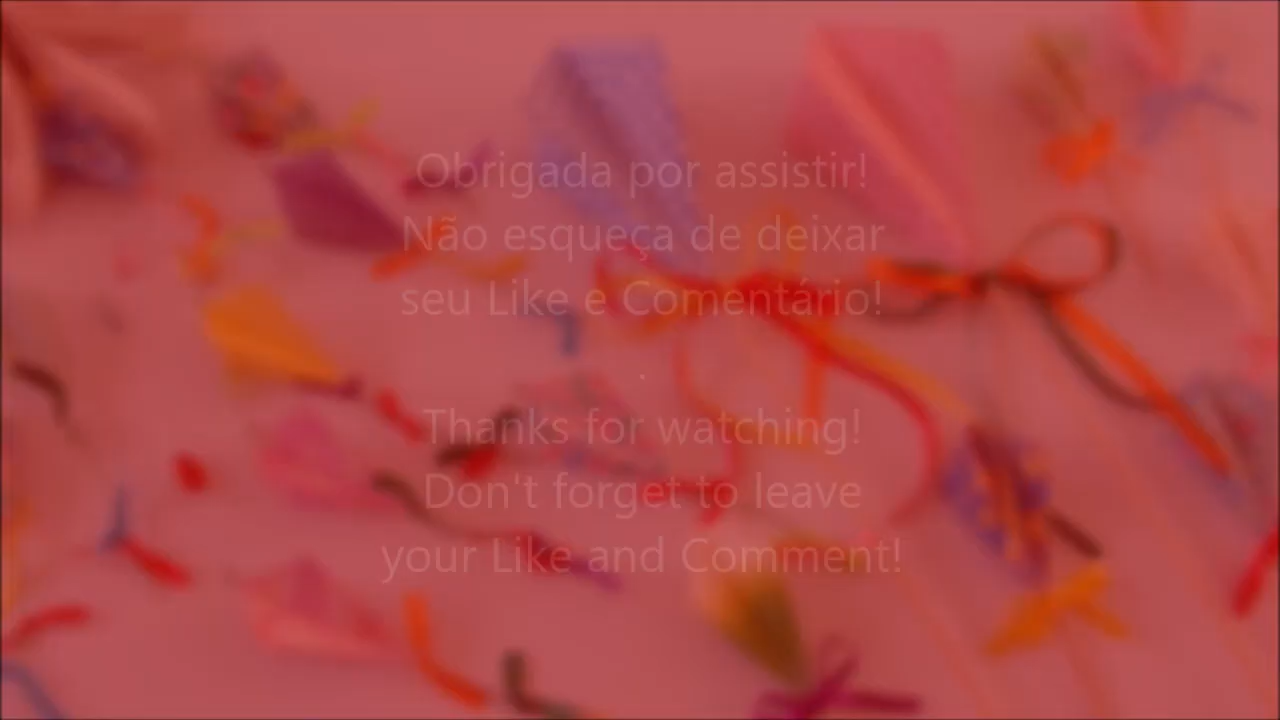 Obrigada por assistir!
Não esqueça de deixar
seu Like e Comentário!
Thanks for watching!
Don't forget to leave
your Like and Comment!